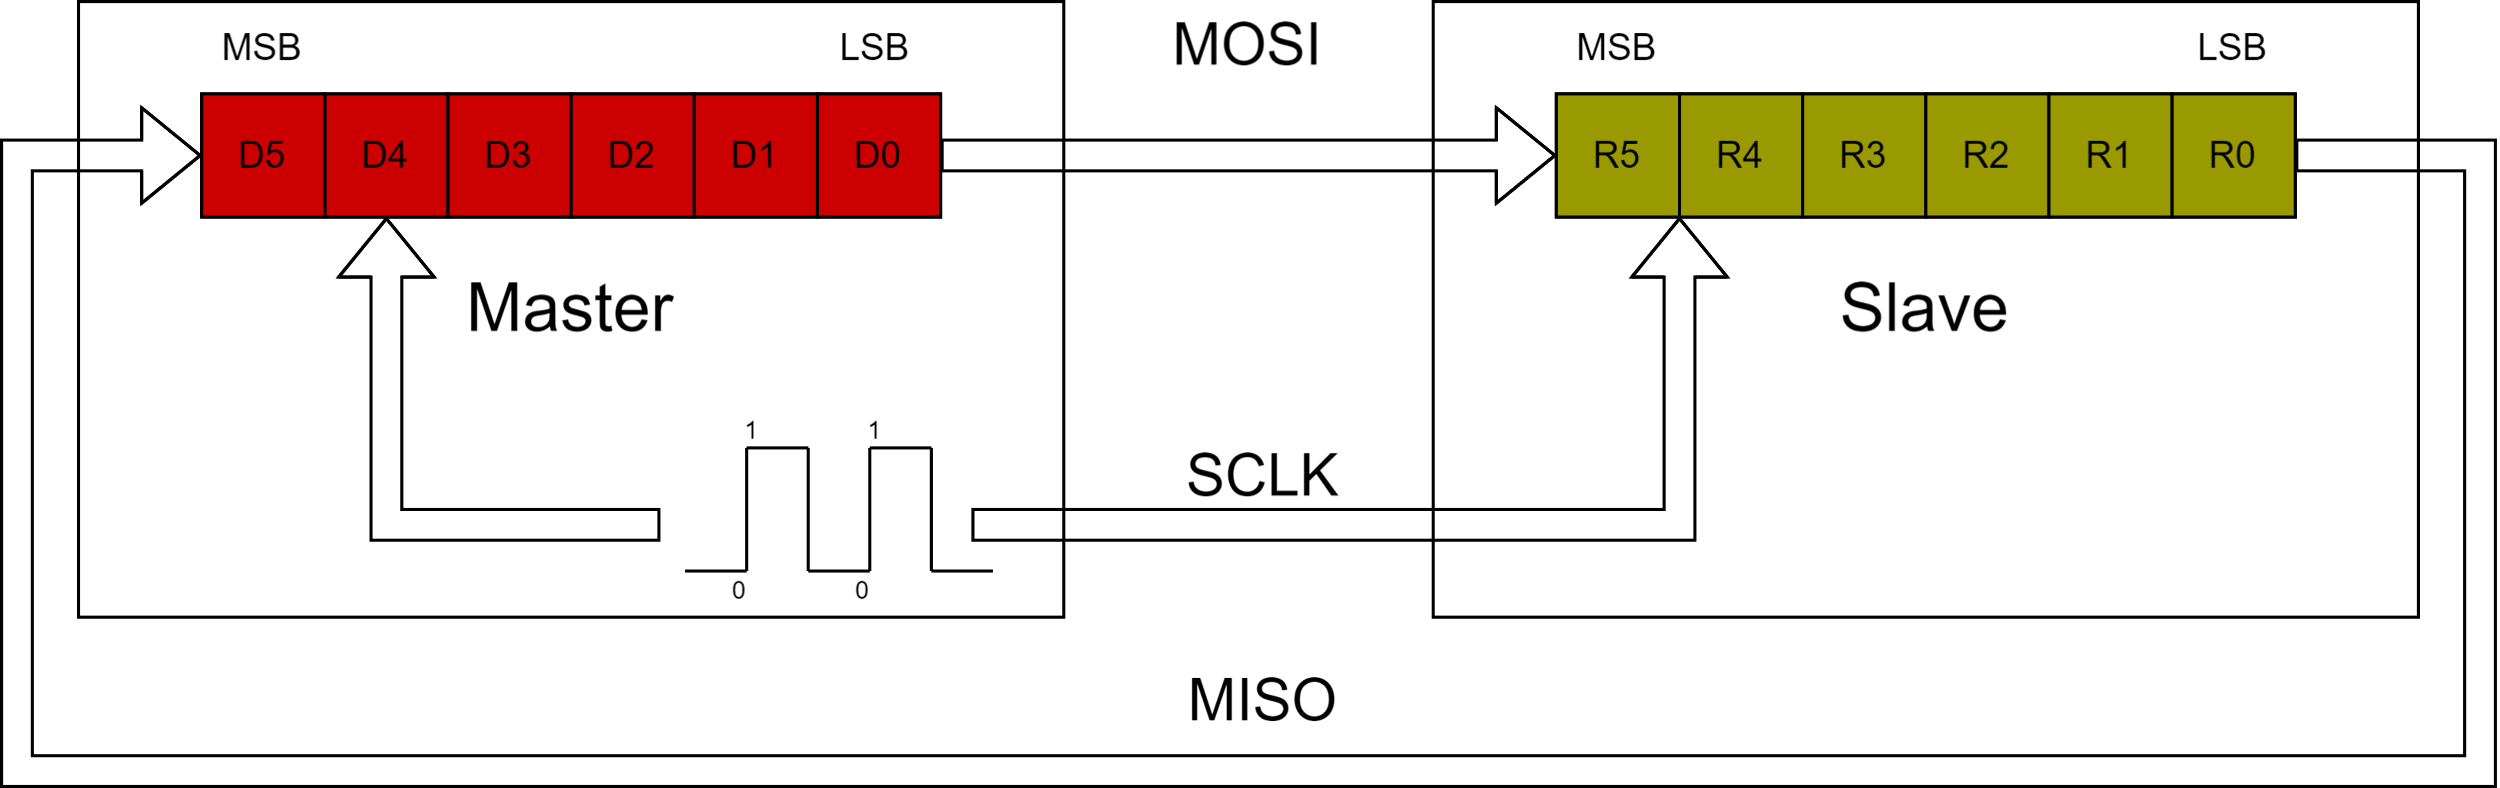 MSB LSB MOSI MSB LSB
D5 D4 D3 D2 D1 D0 R5 R4 R3 R2 R1 R0
Master Slave
1 1
SCLK
0 0
MISO